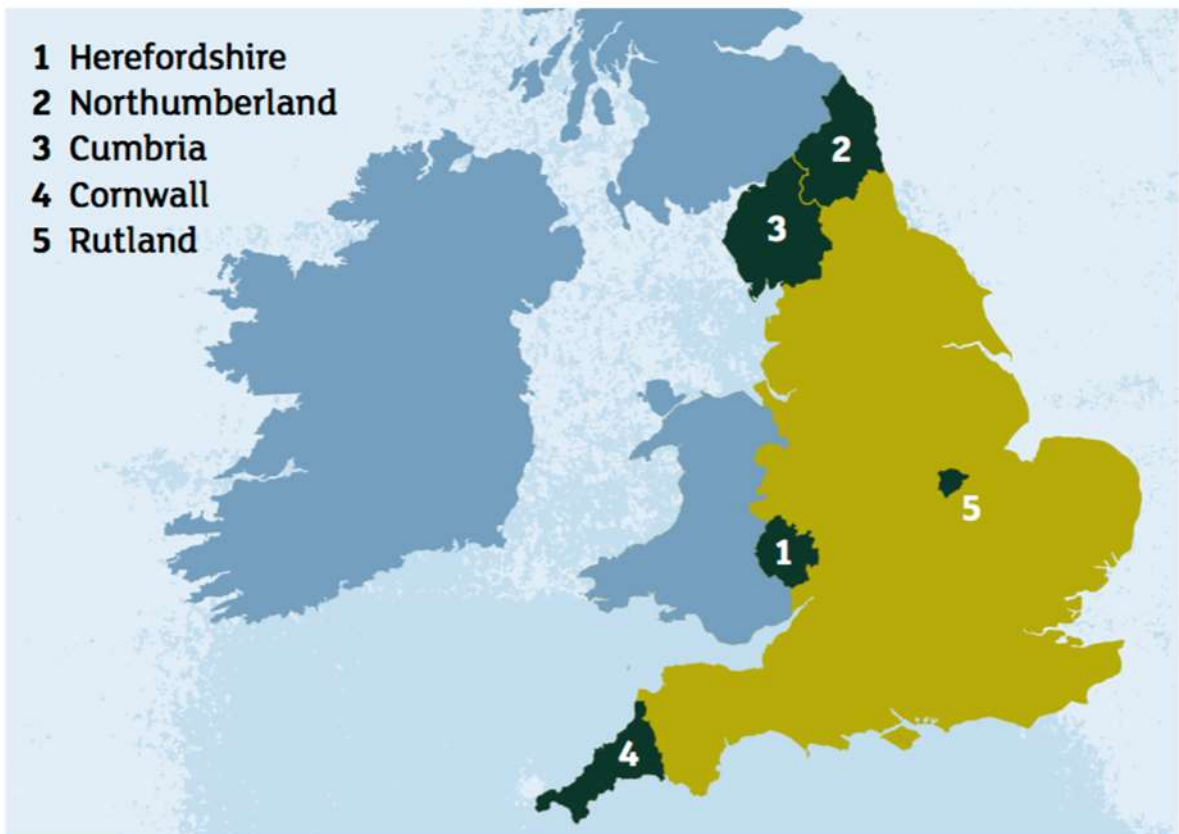 1 Herefordshire
2 Northumberland
3 Cumbria
4 Cornwall
5 Rutland
2
3
5
1
4